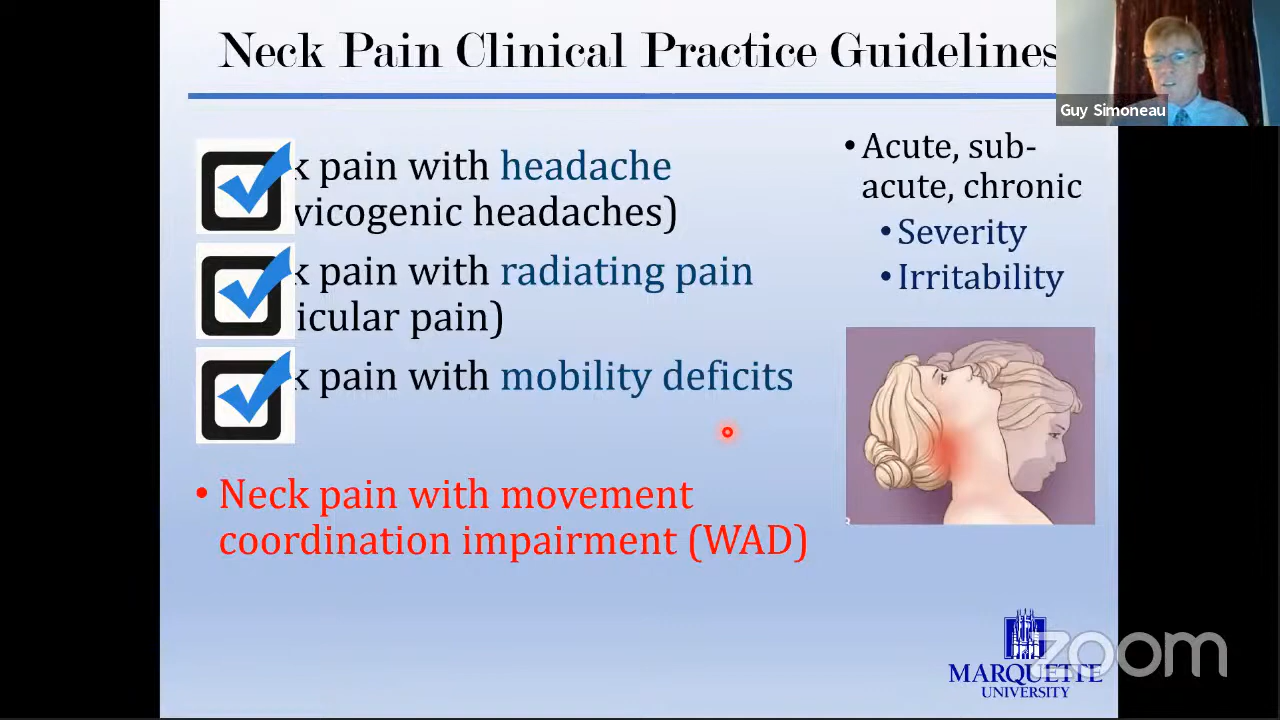 Neck Pain Clinical Practice Guidelines
Guy Simoneau
k pain with headache
vicogenic headaches)
k pain with radiating pain
icular pain)
k pain with mobility deficits
• Neck pain with movement
coordination impairment (WAD)
• Acute, sub-
acute, chronic
• Severity
• Irritability
zoom
MARQUETTE
UNIVERSITY